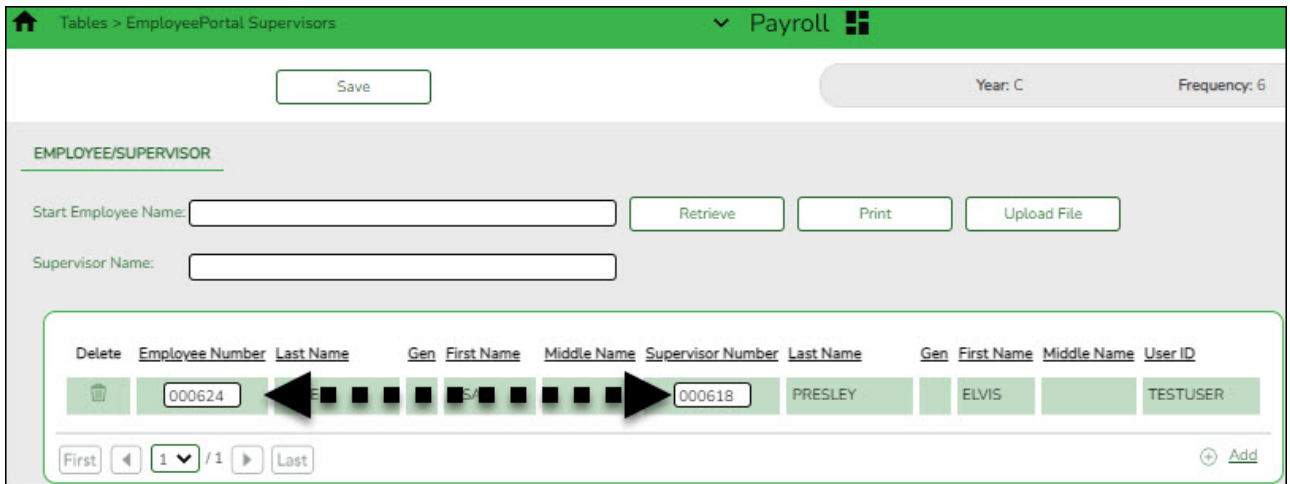 Tables > EmployeePortal Supervisors
Payroll
Save
Year: C
Frequency: 6
EMPLOYEE/SUPERVISOR
Start Employee Name:
Retrieve
Print
Upload File
Supervisor Name:
Delete Employee Number Last Name Gen First Name Middle Name Supervisor Number Last Name Gen First Name Middle Name User ID
000624 000618 PRESLEY ELVIS TESTUSER
First 1 / 1 Last
Add